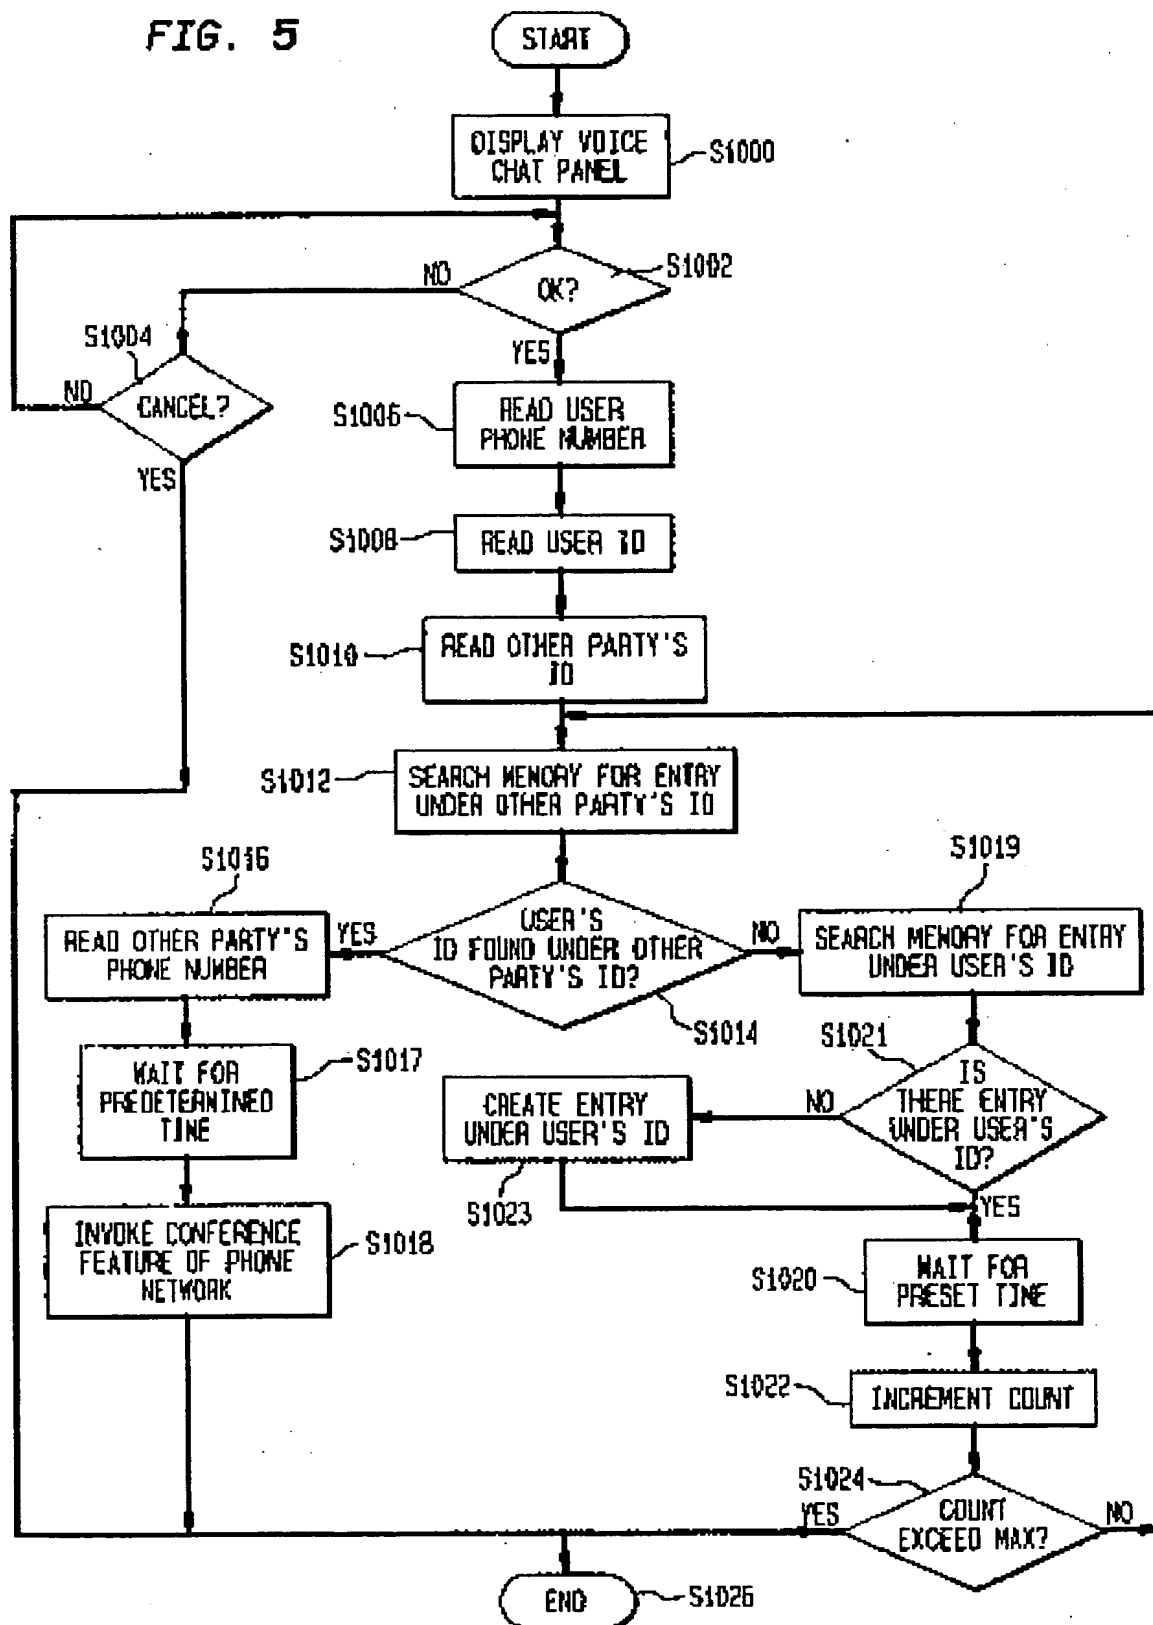 FIG. 5
START
DISPLAY VOICE
CHAT PANEL
S1000
OK?
S1002
NO
YES
S1004
CANCEL?
NO
YES
S1006
READ USER
PHONE NUMBER
S1008
READ USER ID
S1010
READ OTHER PARTY'S
ID
S1012
SEARCH MEMORY FOR ENTRY
UNDER OTHER PARTY'S ID
USER'S
ID FOUND UNDER OTHER
PARTY'S ID?
S1014
YES
NO
S1016
READ OTHER PARTY'S
PHONE NUMBER
S1017
WAIT FOR
PREDETERMINED
TIME
INVOKE CONFERENCE
FEATURE OF PHONE
NETWORK
S1018
S1019
SEARCH MEMORY FOR ENTRY
UNDER USER'S ID
S1021
IS
THERE ENTRY
UNDER USER'S
ID?
NO
YES
CREATE ENTRY
UNDER USER'S ID
S1023
S1020
WAIT FOR
PRESET TIME
S1022
INCREMENT COUNT
S1024
COUNT
EXCEED MAX?
YES
NO
END
S1026